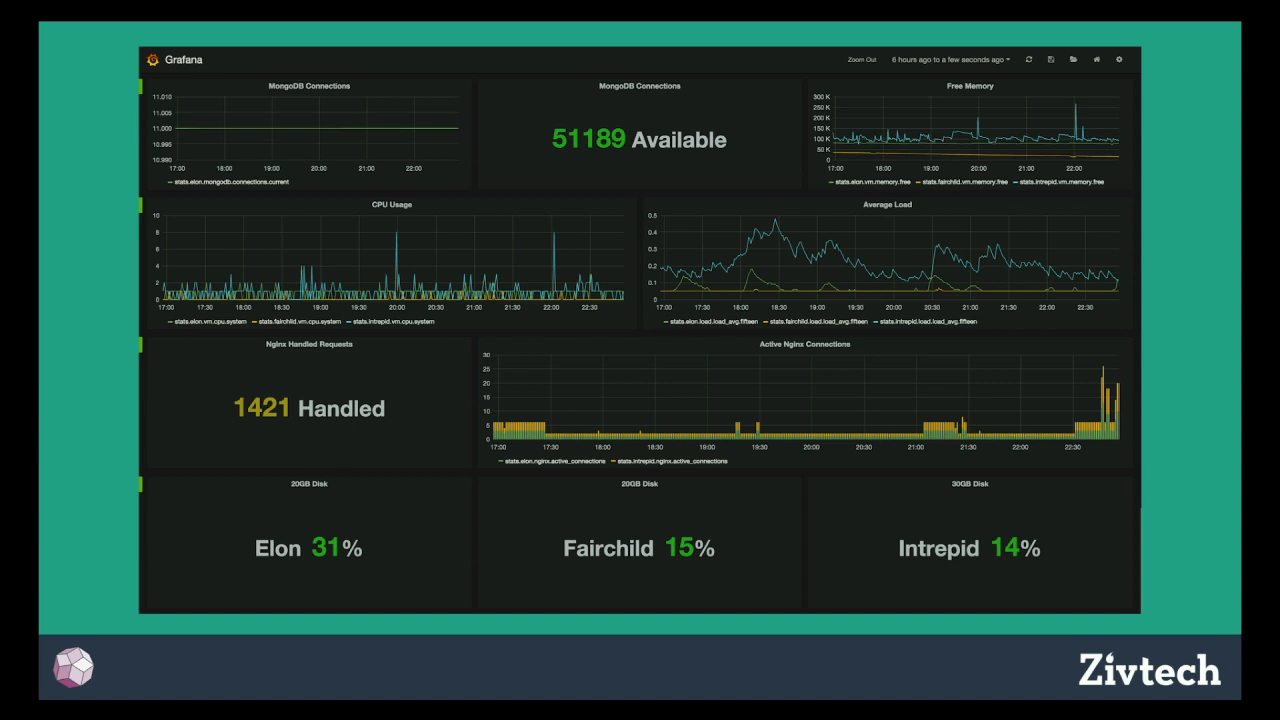 Grafana
Zoom Out 6 hours ago to a few seconds ago
MongoDB Connections
11.010
11.005
11.000
10.995
10.990
17:00 18:00 19:00 20:00 21:00 22:00
stats.elon.mongodb.connections.current
MongoDB Connections
51189 Available
Free Memory
300 K
250 K
200 K
150 K
100 K
50 K
0
17:00 18:00 19:00 20:00 21:00 22:00
stats.elon.vm.memory.free stats.fairchild.vm.memory.free stats.intrepid.vm.memory.free
CPU Usage
10
8
6
4
2
0
17:00 17:30 18:00 18:30 19:00 19:30 20:00 20:30 21:00 21:30 22:00 22:30
stats.elon.vm.cpu.system stats.fairchild.vm.cpu.system stats.intrepid.vm.cpu.system
Average Load
0.5
0.4
0.3
0.2
0.1
0
17:00 17:30 18:00 18:30 19:00 19:30 20:00 20:30 21:00 21:30 22:00 22:30
stats.elon.load.load_avg.fifteen stats.fairchild.load.load_avg.fifteen stats.intrepid.load.load_avg.fifteen
Nginx Handled Requests
1421 Handled
Active Nginx Connections
30
25
20
15
10
5
0
17:00 17:30 18:00 18:30 19:00 19:30 20:00 20:30 21:00 21:30 22:00 22:30
stats.elon.nginx.active_connections stats.intrepid.nginx.active_connections
20GB Disk
Elon 31%
20GB Disk
Fairchild 15%
30GB Disk
Intrepid 14%
Zivtech